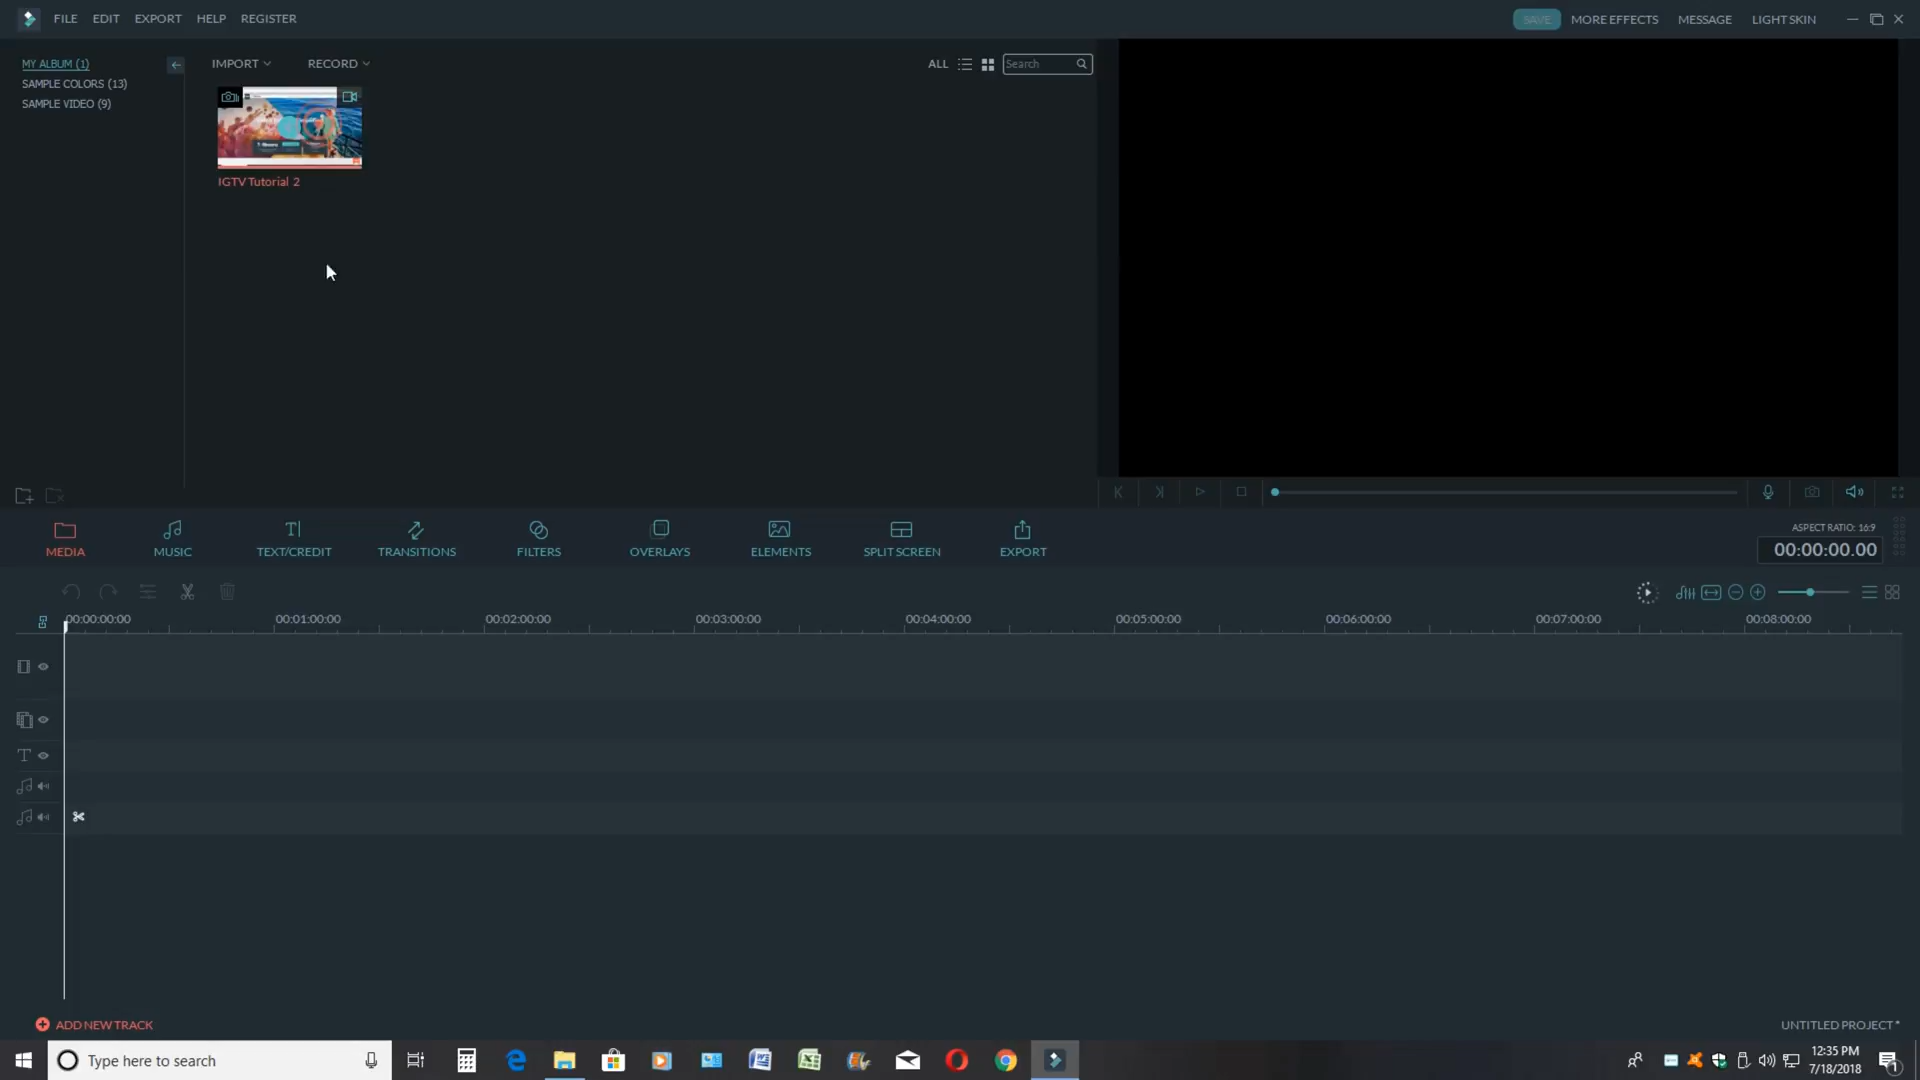 FILE EDIT EXPORT HELP REGISTER
SAVE MORE EFFECTS MESSAGE LIGHT SKIN
MY ALBUM (1)
SAMPLE COLORS (13)
SAMPLE VIDEO (9)
IMPORT RECORD
ALL Search
IGTV Tutorial 2
MEDIA MUSIC TEXT/CREDIT TRANSITIONS FILTERS OVERLAYS ELEMENTS SPLIT SCREEN EXPORT
ASPECT RATIO: 16:9
00:00:00.00
00:00:00:00 00:01:00:00 00:02:00:00 00:03:00:00 00:04:00:00 00:05:00:00 00:06:00:00 00:07:00:00 00:08:00:00
ADD NEW TRACK
UNTITLED PROJECT *
Type here to search
12:35 PM
7/18/2018
1